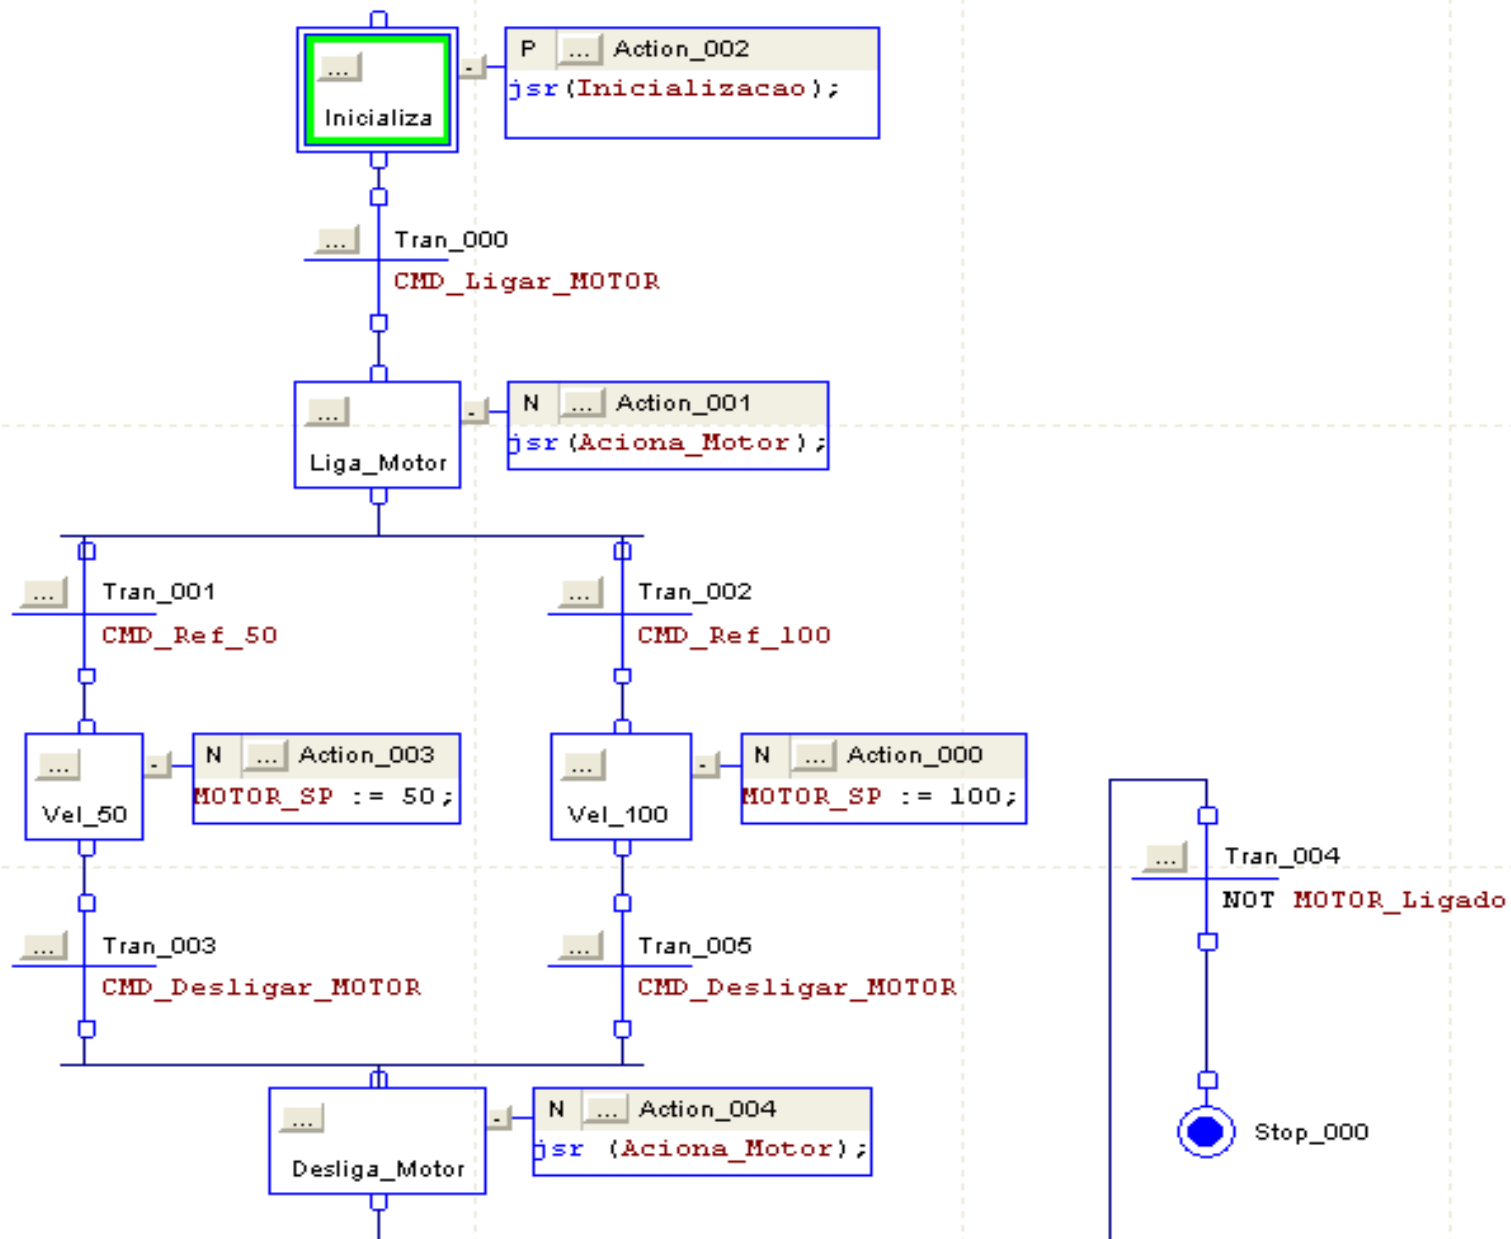 P ... Action_002
... jsr(Inicializacao);
Inicializa
... Tran_000
CMD_Ligar_MOTOR
N ... Action_001
... jsr(Aciona_Motor);
Liga_Motor
... Tran_001
CMD_Ref_50
... Tran_002
CMD_Ref_100
N ... Action_003
... MOTOR_SP := 50;
Vel_50
N ... Action_000
... MOTOR_SP := 100;
Vel_100
... Tran_004
NOT MOTOR_Ligado
... Tran_003
CMD_Desligar_MOTOR
... Tran_005
CMD_Desligar_MOTOR
N ... Action_004
... jsr (Aciona_Motor);
Desliga_Motor
Stop_000